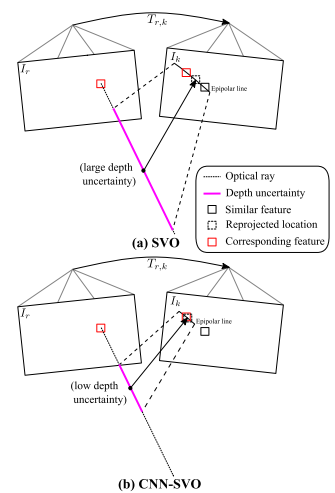 T_{r,k}
I_r
I_k
Epipolar line
(large depth
uncertainty)
Optical ray
Depth uncertainty
Similar feature
Reprojected location
Corresponding feature
(a) SVO
T_{r,k}
I_r
I_k
Epipolar line
(low depth
uncertainty)
(b) CNN-SVO